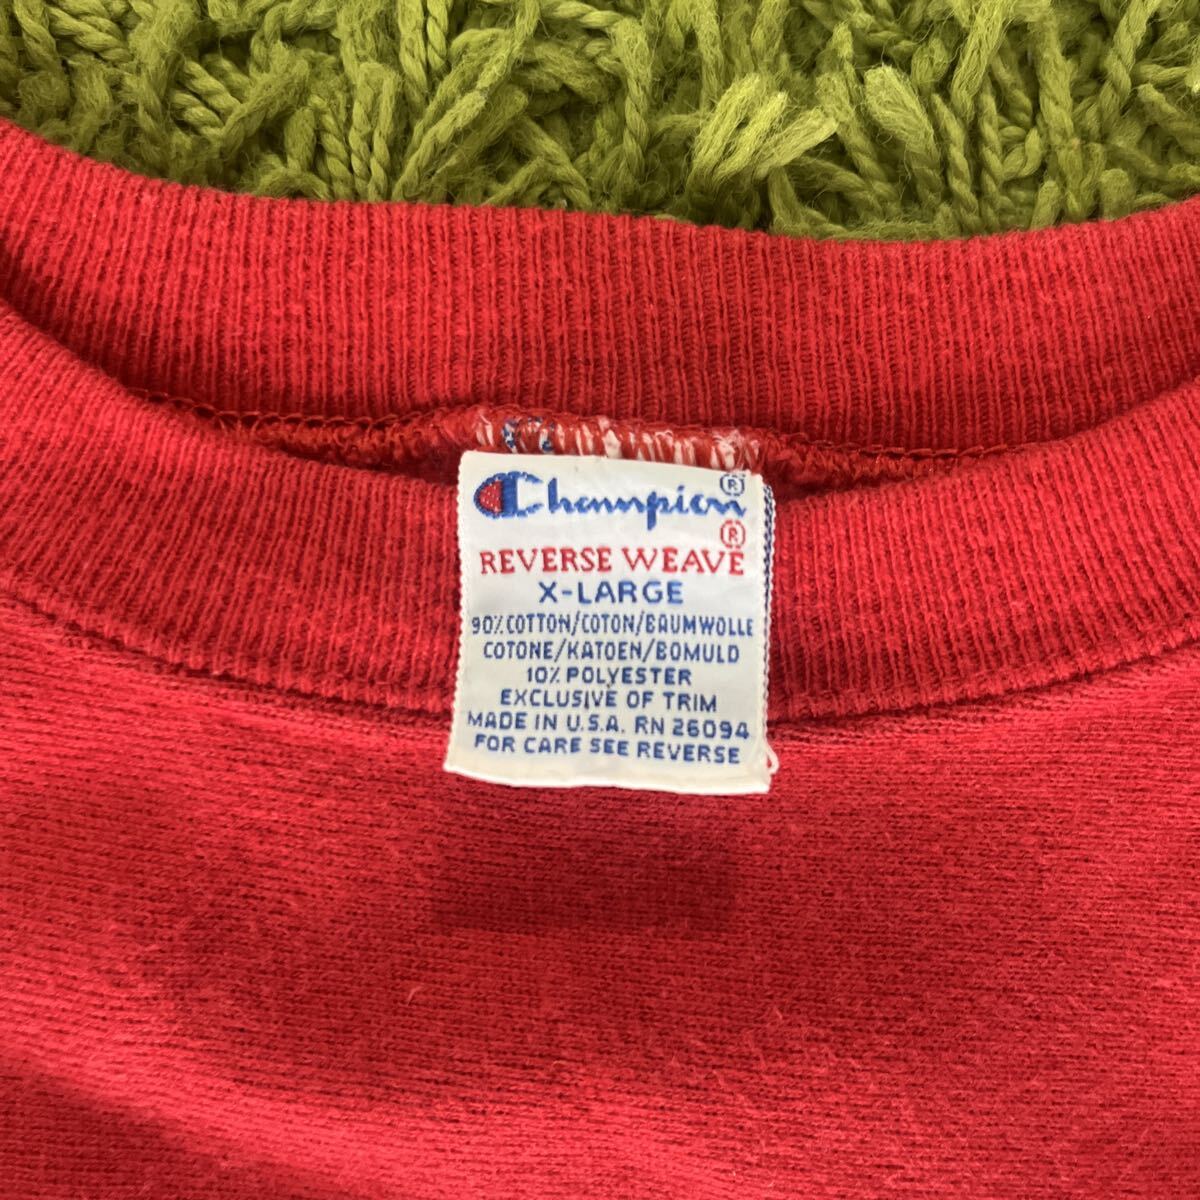 Champion®
REVERSE WEAVE®
X-LARGE
90% COTTON/COTON/BAUMWOLLE
COTONE/KATOEN/BOMULD
10% POLYESTER
EXCLUSIVE OF TRIM
MADE IN U.S.A. RN 26094
FOR CARE SEE REVERSE